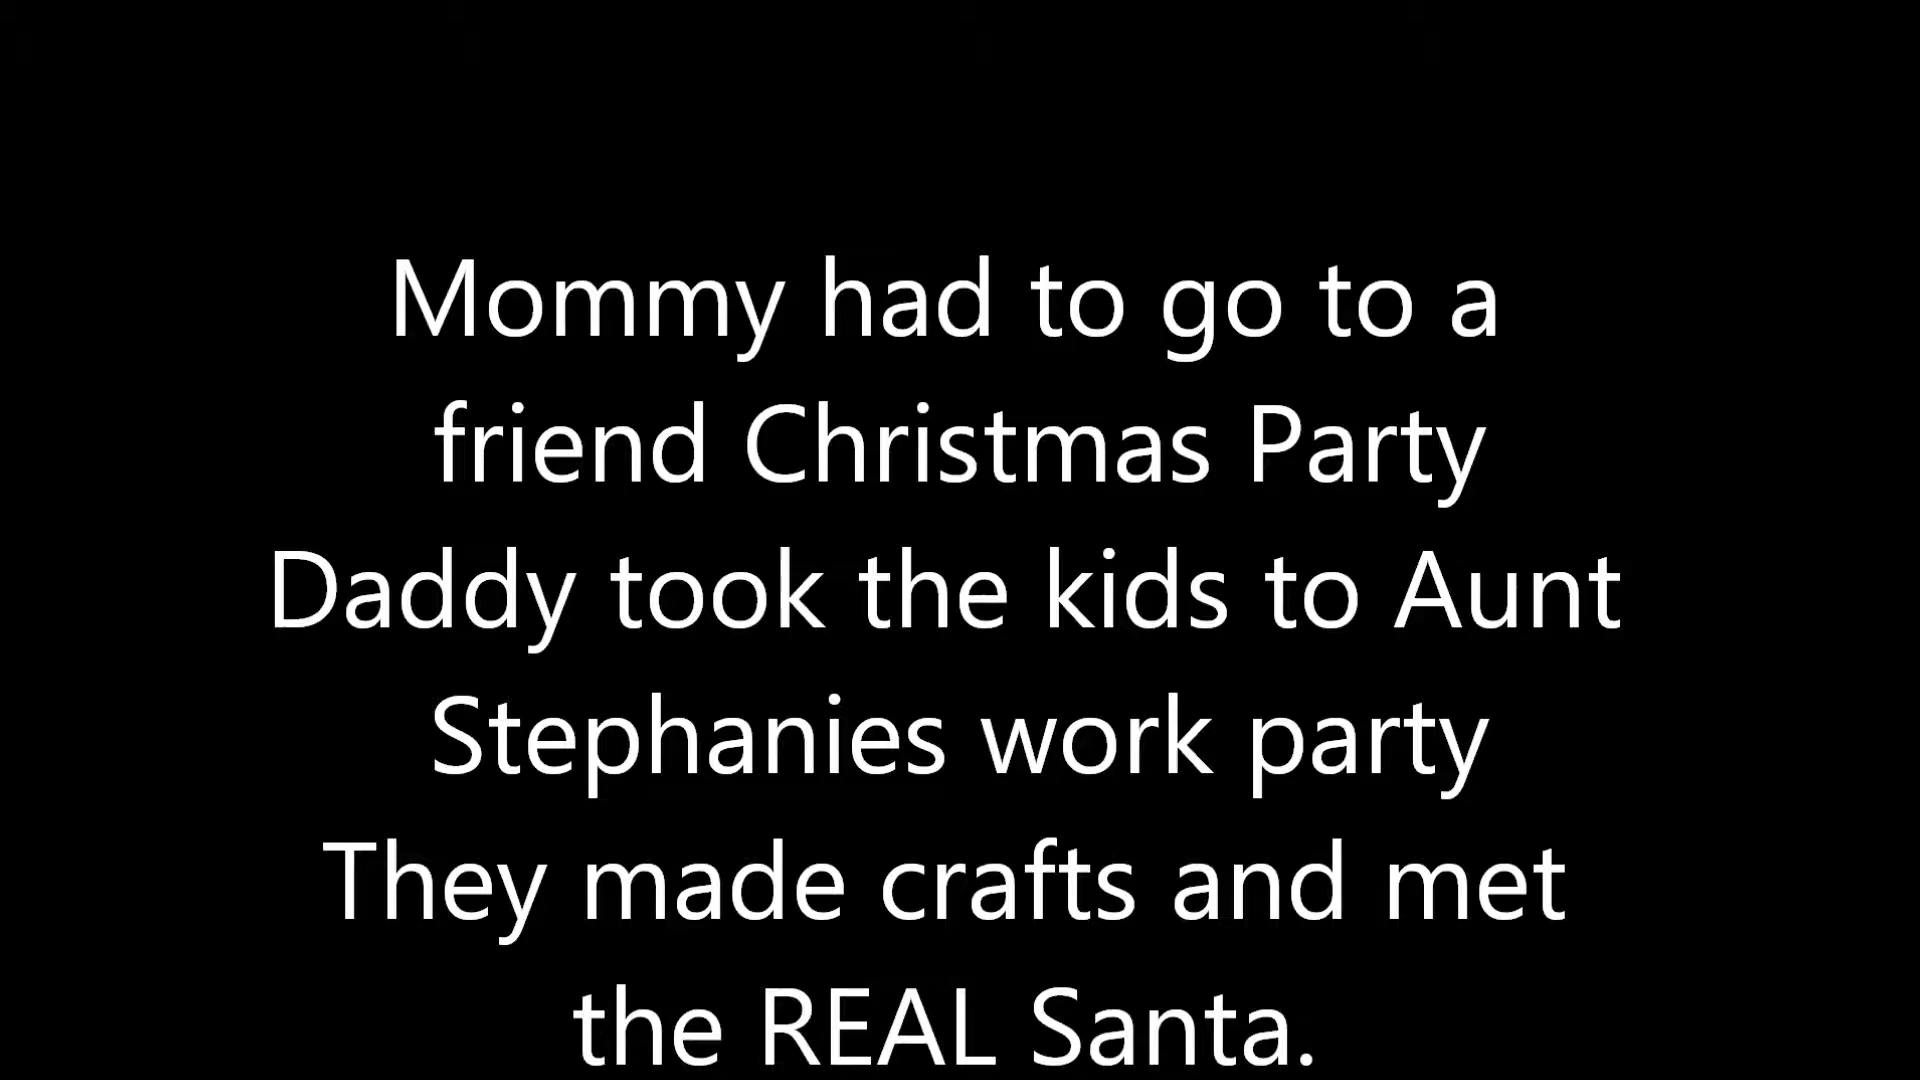 Mommy had to go to a
friend Christmas Party
Daddy took the kids to Aunt
Stephanies work party
They made crafts and met
the REAL Santa.